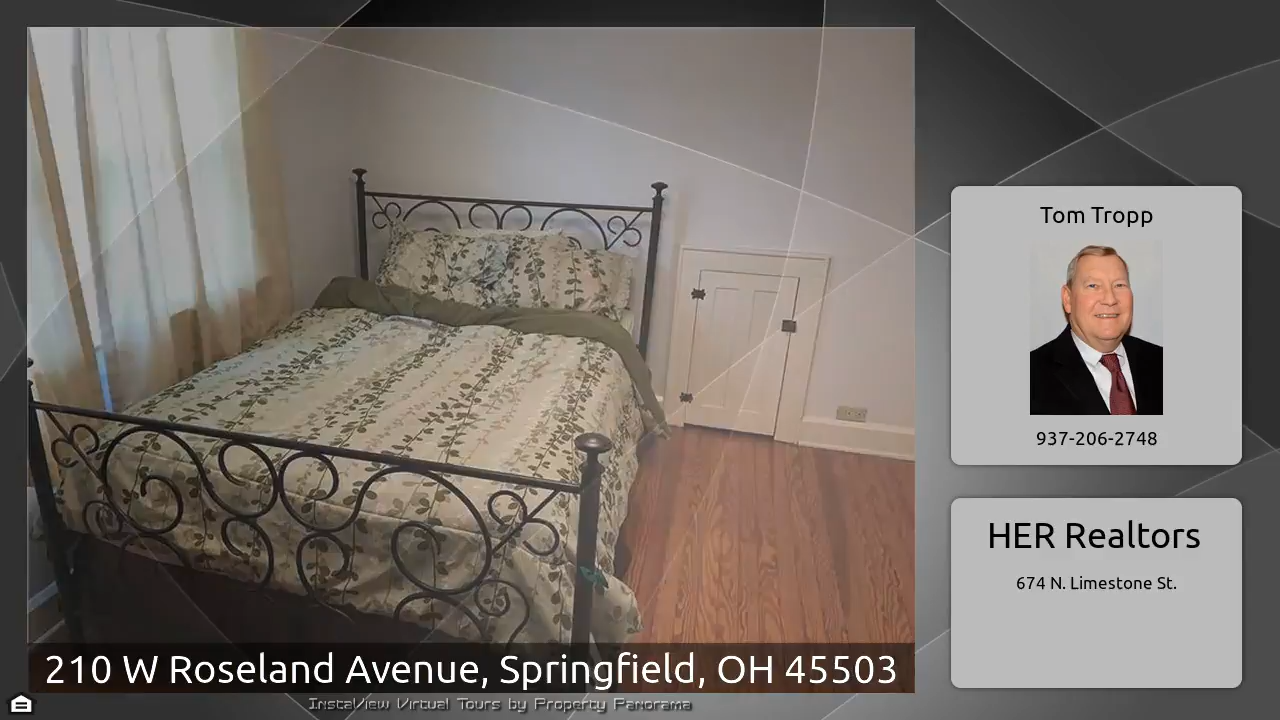 Tom Tropp
937-206-2748
HER Realtors
674 N. Limestone St.
210 W Roseland Avenue, Springfield, OH 45503
InstaView Virtual Tours by Property Panorama